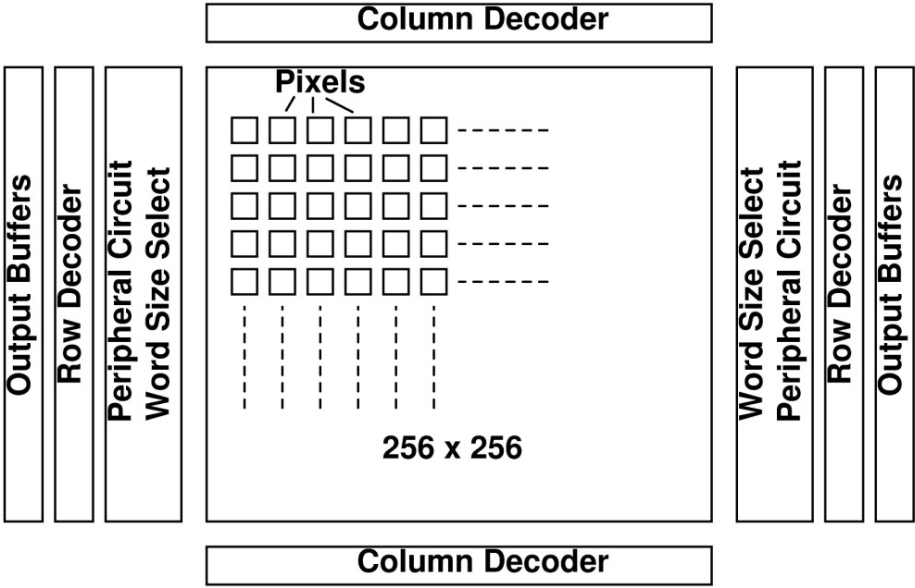 Column Decoder
Output Buffers
Row Decoder
Peripheral Circuit
Word Size Select
Pixels
256 x 256
Word Size Select
Peripheral Circuit
Row Decoder
Output Buffers
Column Decoder